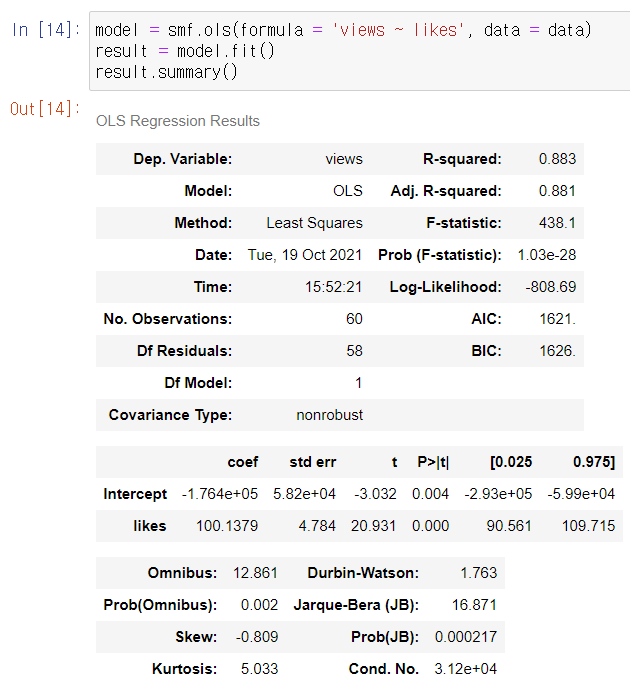 In [14]: model = smf.ols(formula = 'views ~ likes', data = data)
result = model.fit()
result.summary()
Out[14]:
OLS Regression Results
Dep. Variable: views R-squared: 0.883
Model: OLS Adj. R-squared: 0.881
Method: Least Squares F-statistic: 438.1
Date: Tue, 19 Oct 2021 Prob (F-statistic): 1.03e-28
Time: 15:52:21 Log-Likelihood: -808.69
No. Observations: 60 AIC: 1621.
Df Residuals: 58 BIC: 1626.
Df Model: 1
Covariance Type: nonrobust
coef std err t P>|t| [0.025 0.975]
Intercept -1.764e+05 5.82e+04 -3.032 0.004 -2.93e+05 -5.99e+04
likes 100.1379 4.784 20.931 0.000 90.561 109.715
Omnibus: 12.861 Durbin-Watson: 1.763
Prob(Omnibus): 0.002 Jarque-Bera (JB): 16.871
Skew: -0.809 Prob(JB): 0.000217
Kurtosis: 5.033 Cond. No. 3.12e+04